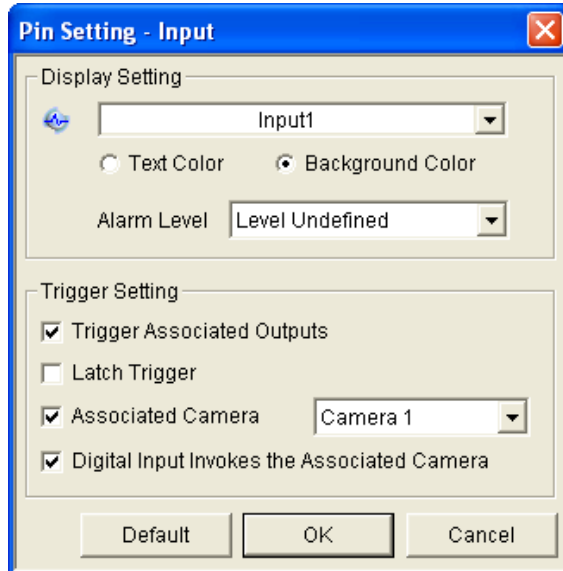 Pin Setting - Input
Display Setting
Input1
Text Color Background Color
Alarm Level Level Undefined
Trigger Setting
Trigger Associated Outputs
Latch Trigger
Associated Camera Camera 1
Digital Input Invokes the Associated Camera
Default OK Cancel